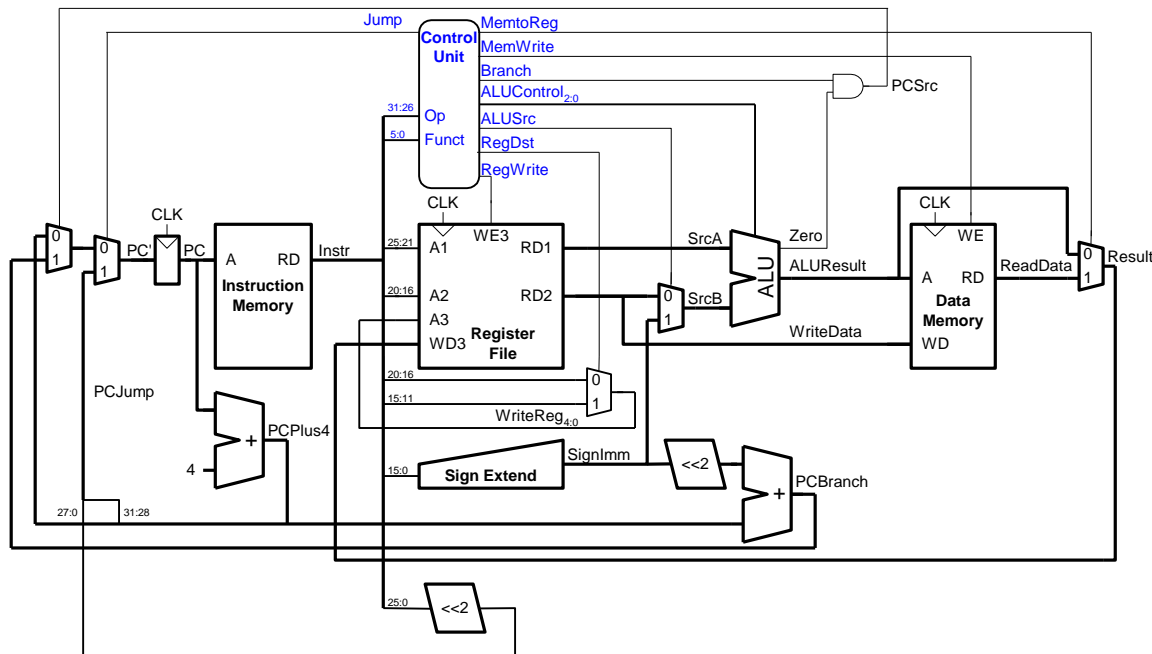 Jump
MemtoReg
Control
Unit
MemWrite
Branch
PCSrc
ALUControl2:0
31:26
Op
ALUSrc
5:0
Funct
RegDst
RegWrite
CLK
CLK
CLK
0
1
0
1
PC'
PC
A
RD
Instruction
Memory
Instr
25:21
A1
WE3
RD1
SrcA
Zero
WE
0
1
Result
20:16
A2
RD2
0
1
SrcB
ALU
ALUResult
A
RD
ReadData
Data
Memory
A3
Register
File
WD3
WriteData
WD
20:16
0
15:11
1
WriteReg4:0
PCJump
+
PCPlus4
4
SignImm
15:0
Sign Extend
<<2
+
PCBranch
27:0
31:28
25:0
<<2